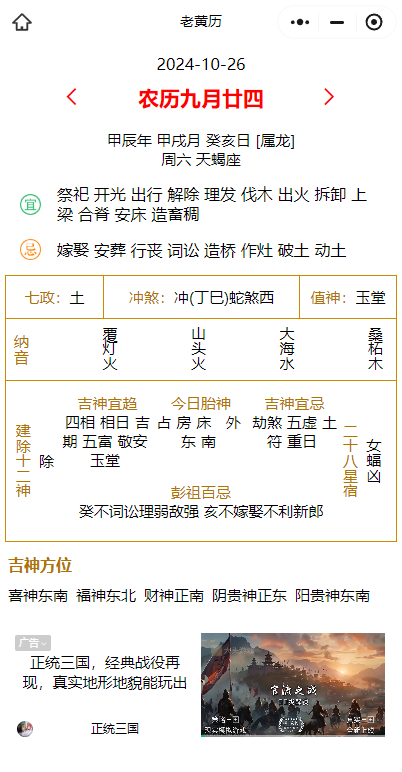 老黄历
2024-10-26
农历九月廿四
甲辰年 甲戌月 癸亥日 [属龙]
周六 天蝎座
宜
祭祀 开光 出行 解除 理发 伐木 出火 拆卸 上
梁 合脊 安床 造畜稠
忌
嫁娶 安葬 行丧 词讼 造桥 作灶 破土 动土
七政：土
冲煞：冲(丁巳)蛇煞西
值神：玉堂
纳音
覆灯火
山头火
大海水
桑柘木
建除十二神
除
吉神宜趋
四相 相日 吉
期 五富 敬安
玉堂
今日胎神
占 房 床 外
东 南
吉神宜忌
劫煞 五虚 土
符 重日
二十八星宿
女蝠凶
彭祖百忌
癸不词讼理弱敌强 亥不嫁娶不利新郎
吉神方位
喜神东南 福神东北 财神正南 阴贵神正东 阳贵神东南
广告
正统三国，经典战役再
现，真实地形地貌能玩出
正统三国
官渡之战